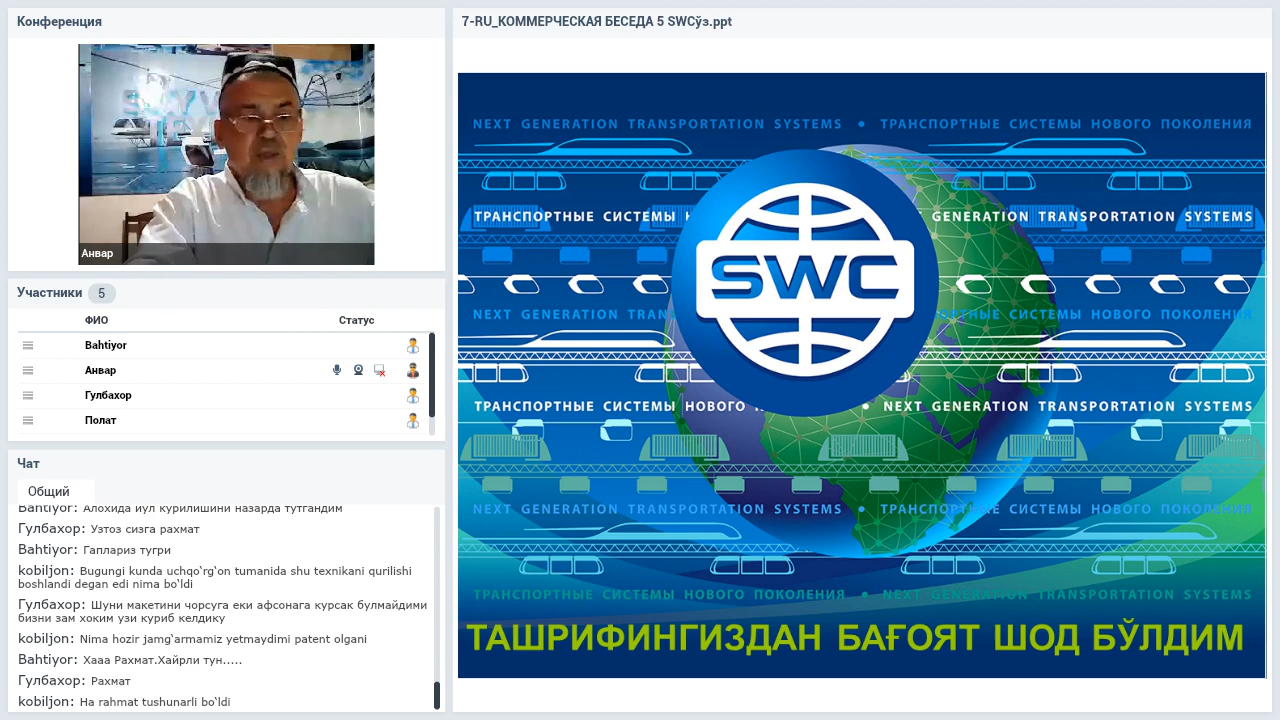 Конференция
Анвар
Участники 5
ФИО Статус
Bahtiyor
Анвар
Гулбахор
Полат
Чат
Общий
Bahtiyor: Алохида йул курилишини назарда тутгандим
Гулбахор: Узтоз сизга рахмат
Bahtiyor: Гаплариз тугри
kobiljon: Bugungi kunda uchqo‛rg‛on tumanida shu texnikani qurilishi
boshlandi degan edi nima bo‛ldi
Гулбахор: Шуни макетини чорсуга еки афсонага курсак булмайдими
бизни зам хоким узи куриб келдику
kobiljon: Nima hozir jamg‛armamiz yetmaydimi patent olgani
Bahtiyor: Хааа Рахмат.Хайрли тун.....
Гулбахор: Рахмат
kobiljon: Ha rahmat tushunarli bo‛ldi
7-RU_КОММЕРЧЕСКАЯ БЕСЕДА 5 SWCўз.ppt
NEXT GENERATION TRANSPORTATION SYSTEMS • ТРАНСПОРТНЫЕ СИСТЕМЫ НОВОГО ПОКОЛЕНИЯ
ТРАНСПОРТНЫЕ СИСТЕМЫ GENERATION TRANSPORTATION SYSTEMS
SWC
NEXT GENERATION СИСТЕМЫ НОВОГО ПОКОЛЕНИЯ
ТРАНСПОРТНЫЕ СИСТЕМЫ НОВОГО • NEXT GENERATION TRANSPORTATION SYSTEMS
NEXT GENERATION TRANSPORTATION SYSTEMS • ТРАНСПОРТНЫЕ СИСТЕМЫ НОВОГО ПОКОЛЕНИЯ
ТРАНСПОРТНЫЕ СИСТЕМЫ НОВОГО ПОКОЛЕНИЯ • NEXT GENERATION TRANSPORTATION SYSTEMS
ТАШРИФИНГИЗДАН БАҒОЯТ ШОД БЎЛДИМ